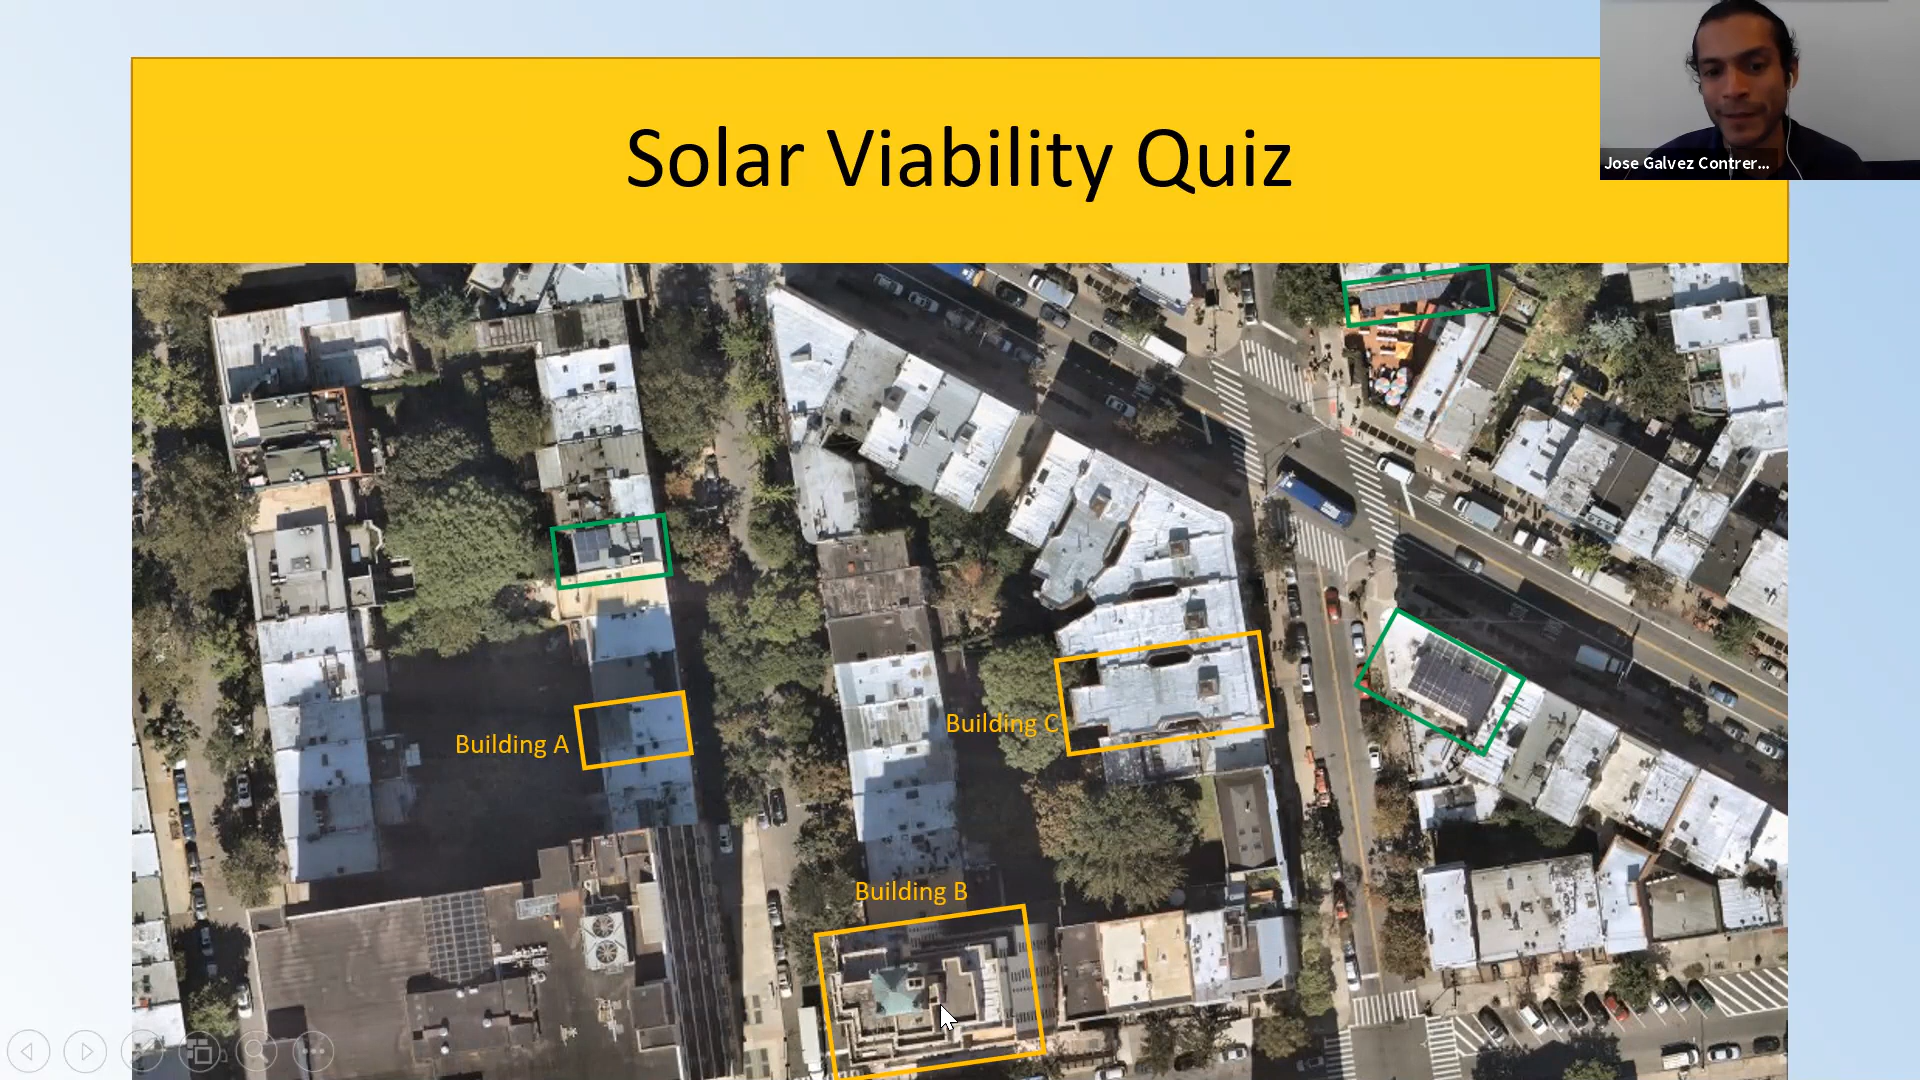 Solar Viability Quiz
Jose Galvez Contrer...
Building A
Building C
Building B